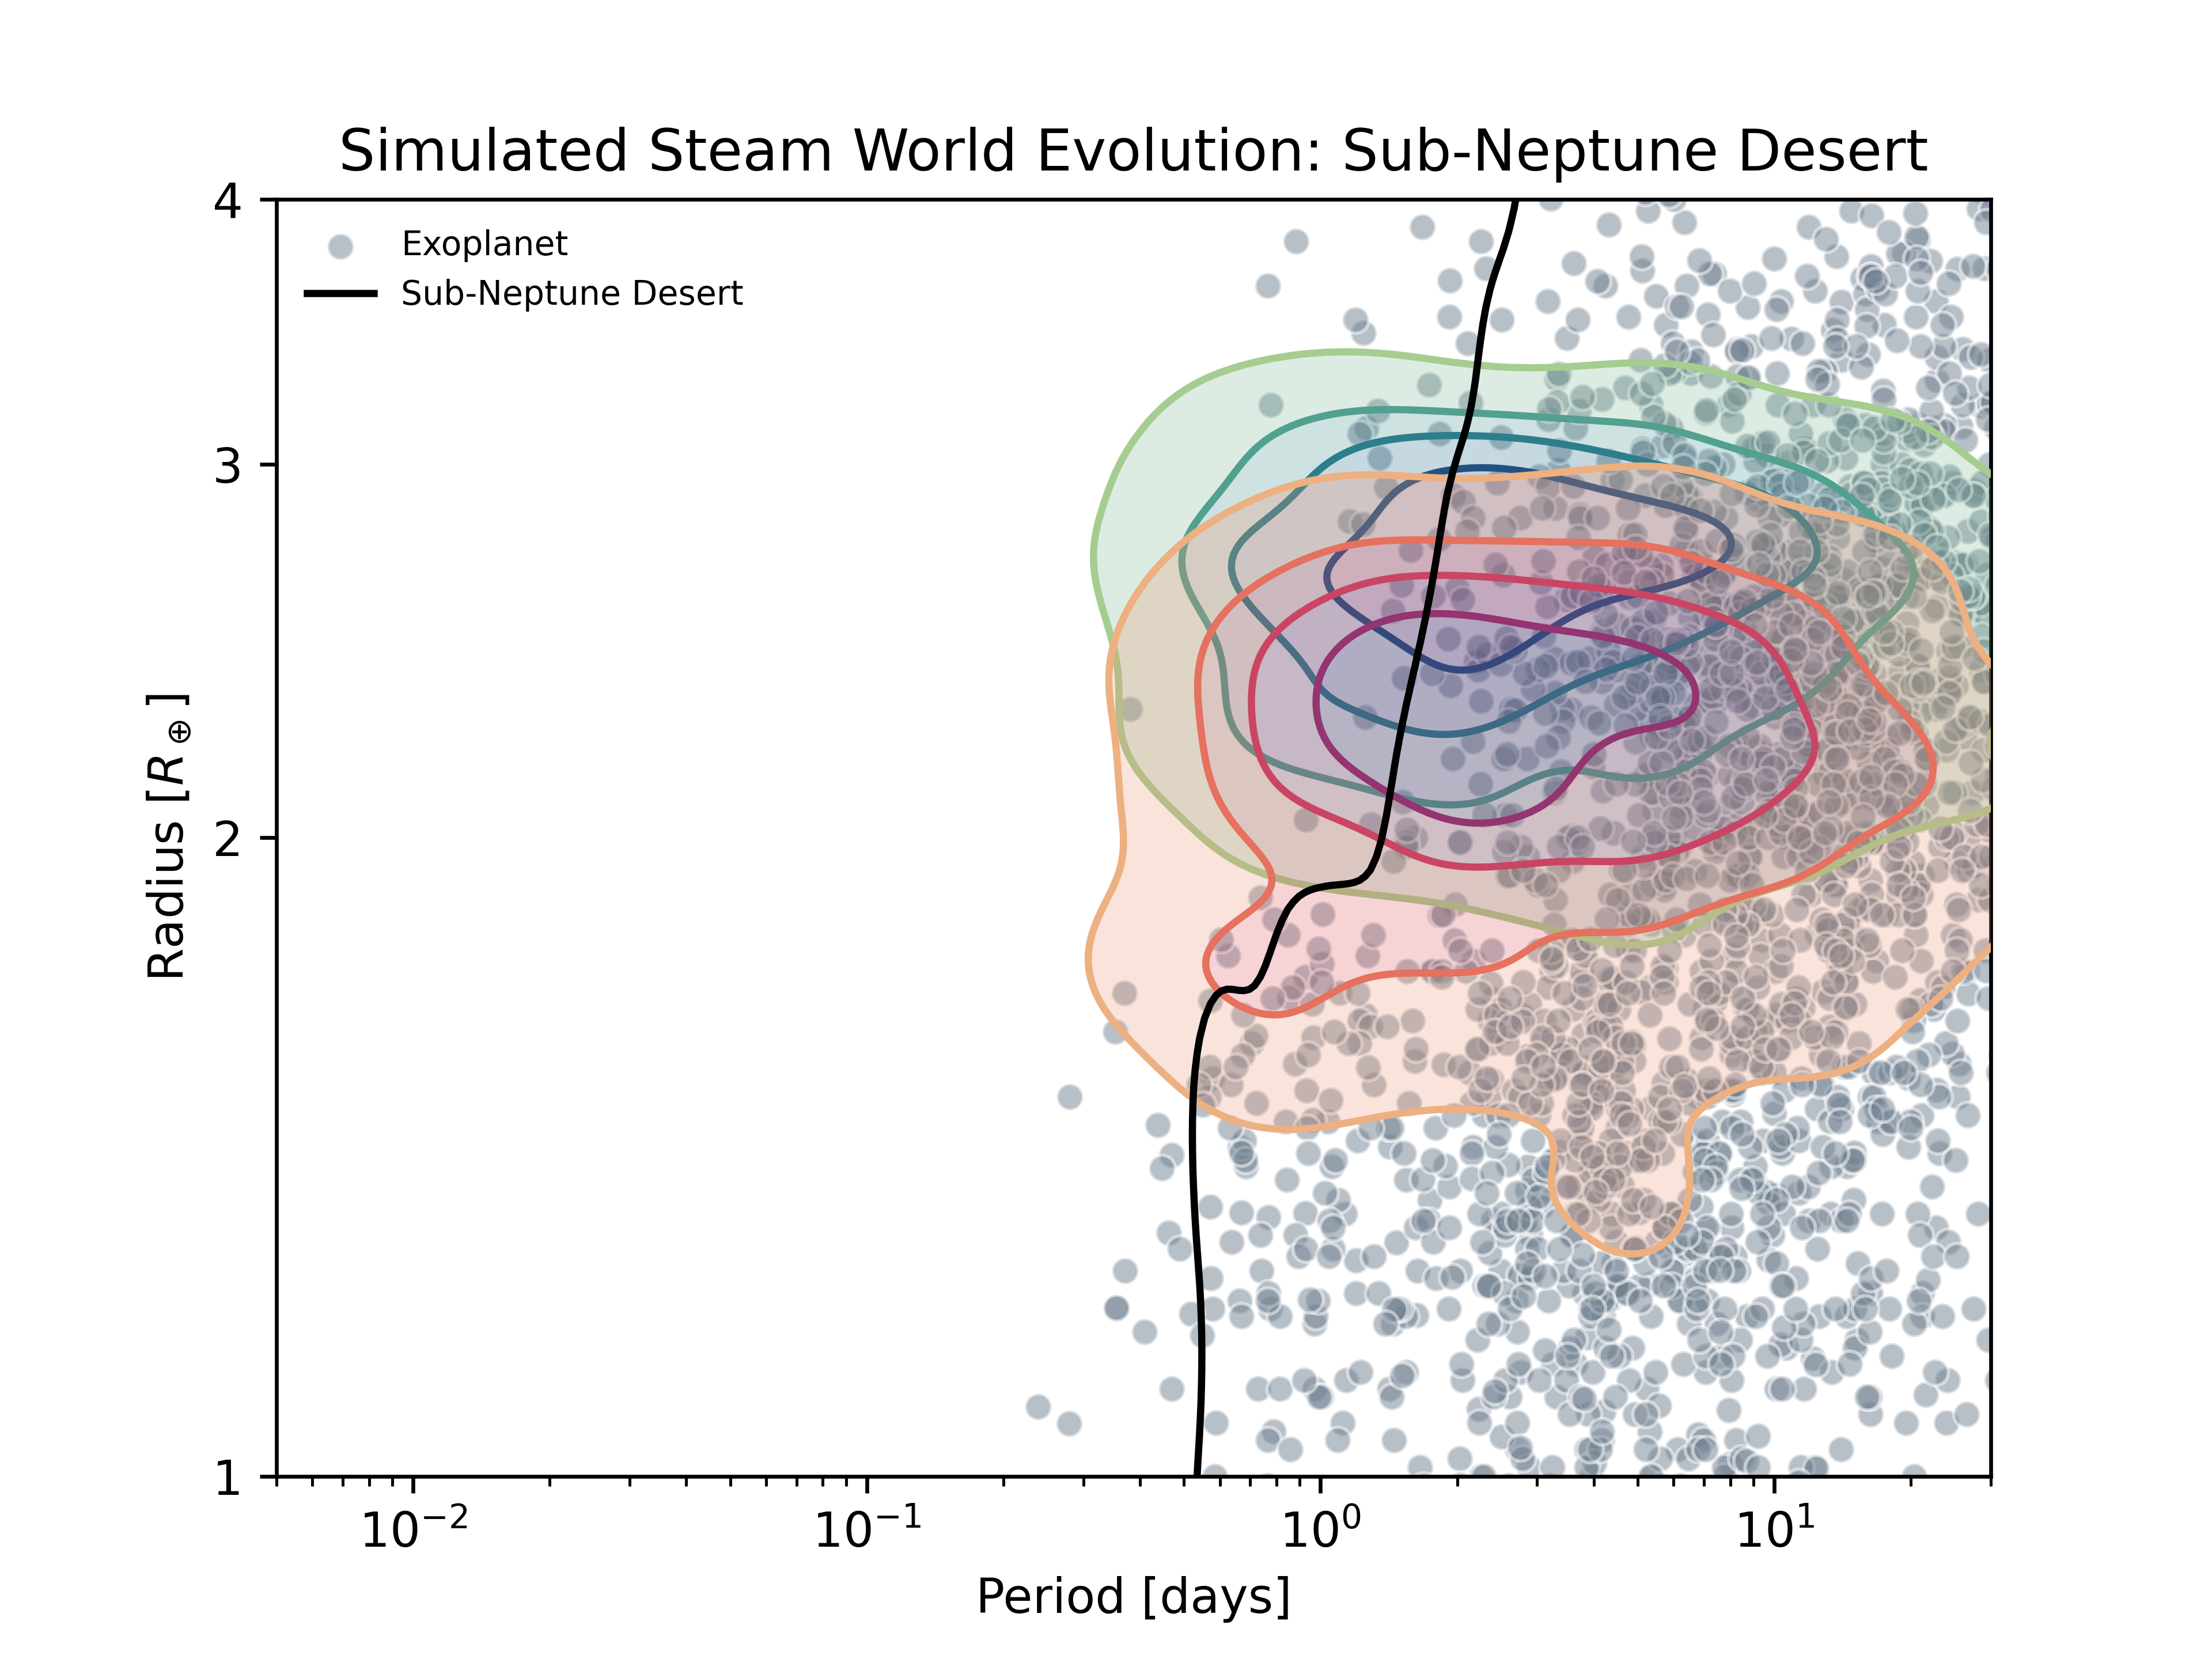 Simulated Steam World Evolution: Sub-Neptune Desert
Exoplanet
Sub-Neptune Desert
4
3
2
1
Radius [R⊕]
10⁻² 10⁻¹ 10⁰ 10¹
Period [days]